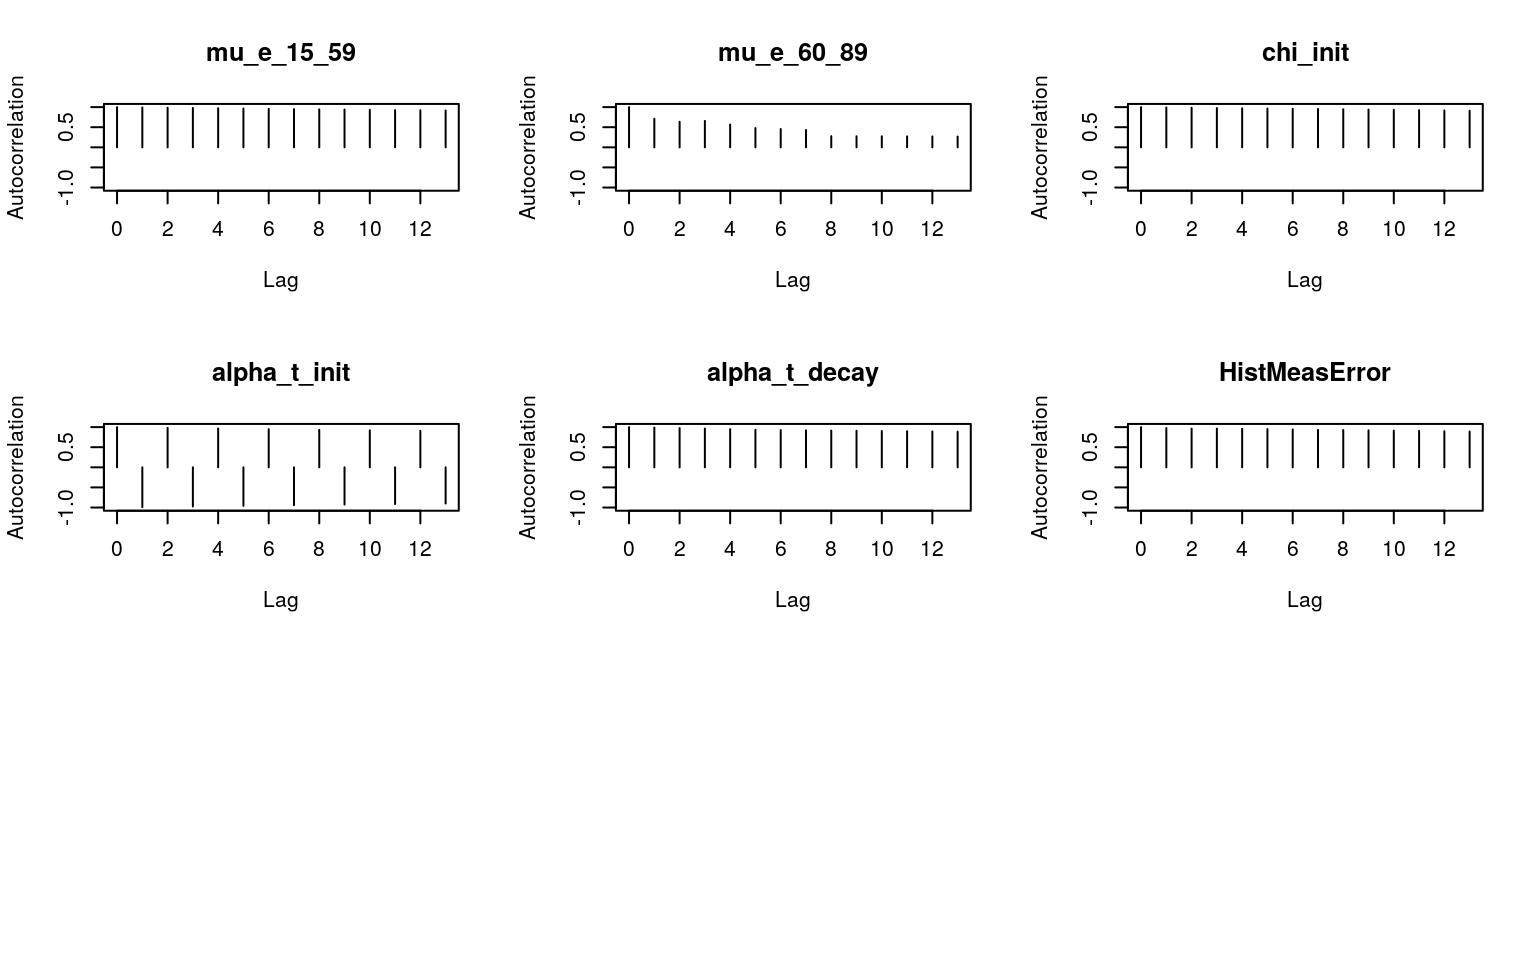 mu_e_15_59
Autocorrelation
0.5
-1.0
0 2 4 6 8 10 12
Lag
mu_e_60_89
Autocorrelation
0.5
-1.0
0 2 4 6 8 10 12
Lag
chi_init
Autocorrelation
0.5
-1.0
0 2 4 6 8 10 12
Lag
alpha_t_init
Autocorrelation
0.5
-1.0
0 2 4 6 8 10 12
Lag
alpha_t_decay
Autocorrelation
0.5
-1.0
0 2 4 6 8 10 12
Lag
HistMeasError
Autocorrelation
0.5
-1.0
0 2 4 6 8 10 12
Lag